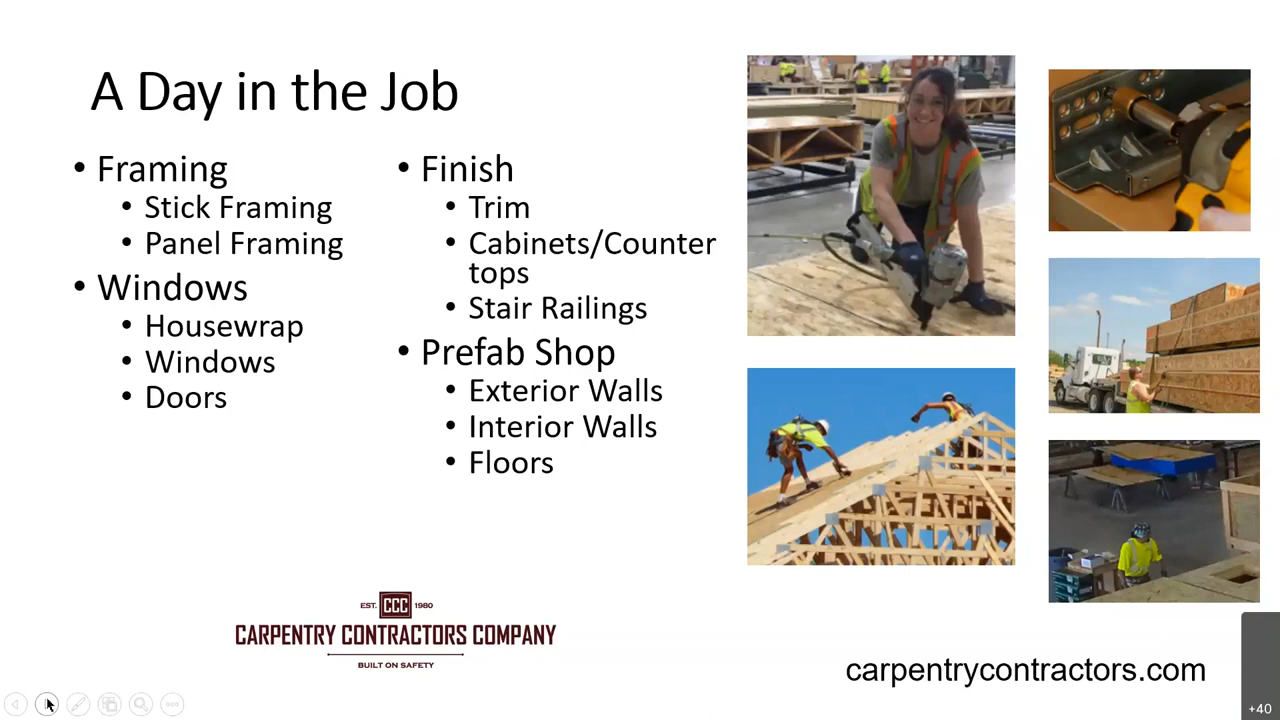 A Day in the Job
• Framing
• Stick Framing
• Panel Framing
• Windows
• Housewrap
• Windows
• Doors
• Finish
• Trim
• Cabinets/Counter
tops
• Stair Railings
• Prefab Shop
• Exterior Walls
• Interior Walls
• Floors
EST. CCC 1980
CARPENTRY CONTRACTORS COMPANY
BUILT ON SAFETY
carpentrycontractors.com
+40